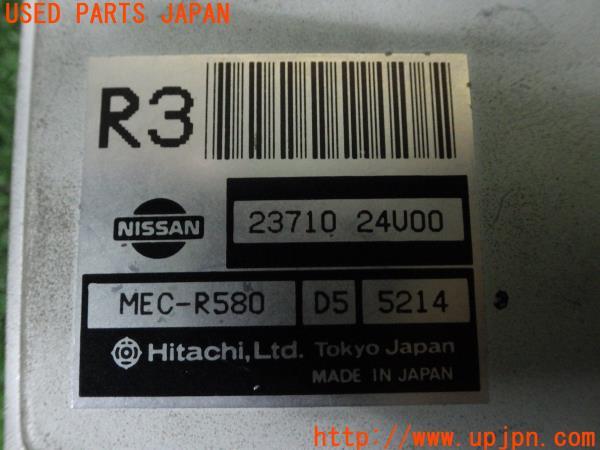 USED PARTS JAPAN
R3
NISSAN
23710 24U00
MEC-R580 D5 5214
Hitachi, Ltd. Tokyo Japan
MADE IN JAPAN
http://www.upjpn.com